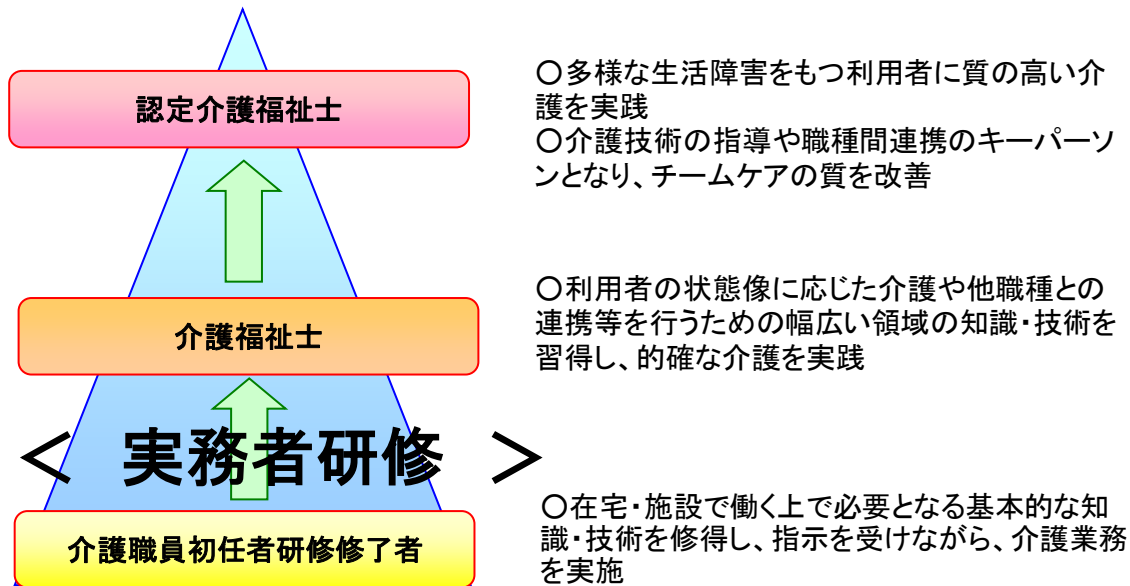 認定介護福祉士
○多様な生活障害をもつ利用者に質の高い介
護を実践
○介護技術の指導や職種間連携のキーパーソ
ンとなり、チームケアの質を改善
介護福祉士
○利用者の状態像に応じた介護や他職種との
連携等を行うための幅広い領域の知識・技術を
習得し、的確な介護を実践
＜ 実務者研修 ＞
介護職員初任者研修修了者
○在宅・施設で働く上で必要となる基本的な知
識・技術を修得し、指示を受けながら、介護業務
を実施